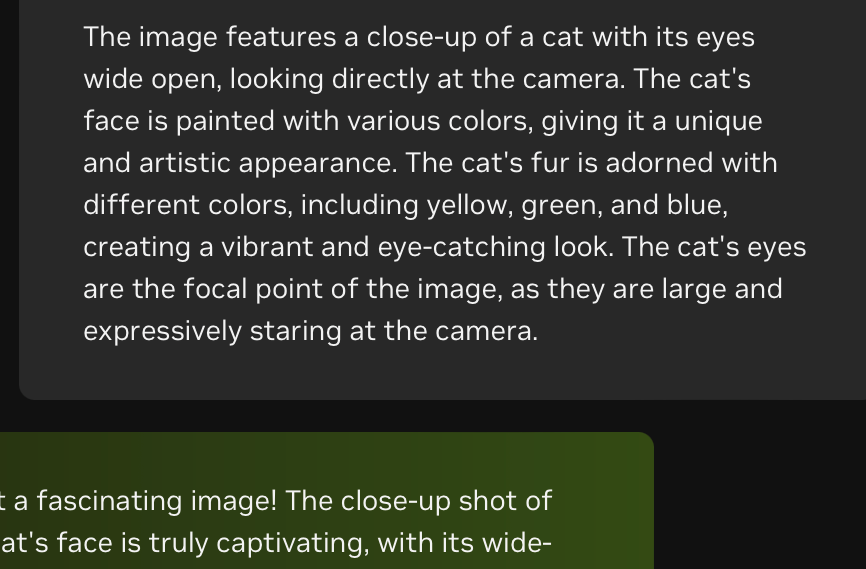 The image features a close-up of a cat with its eyes
wide open, looking directly at the camera. The cat's
face is painted with various colors, giving it a unique
and artistic appearance. The cat's fur is adorned with
different colors, including yellow, green, and blue,
creating a vibrant and eye-catching look. The cat's eyes
are the focal point of the image, as they are large and
expressively staring at the camera.
a fascinating image! The close-up shot of
at's face is truly captivating, with its wide-